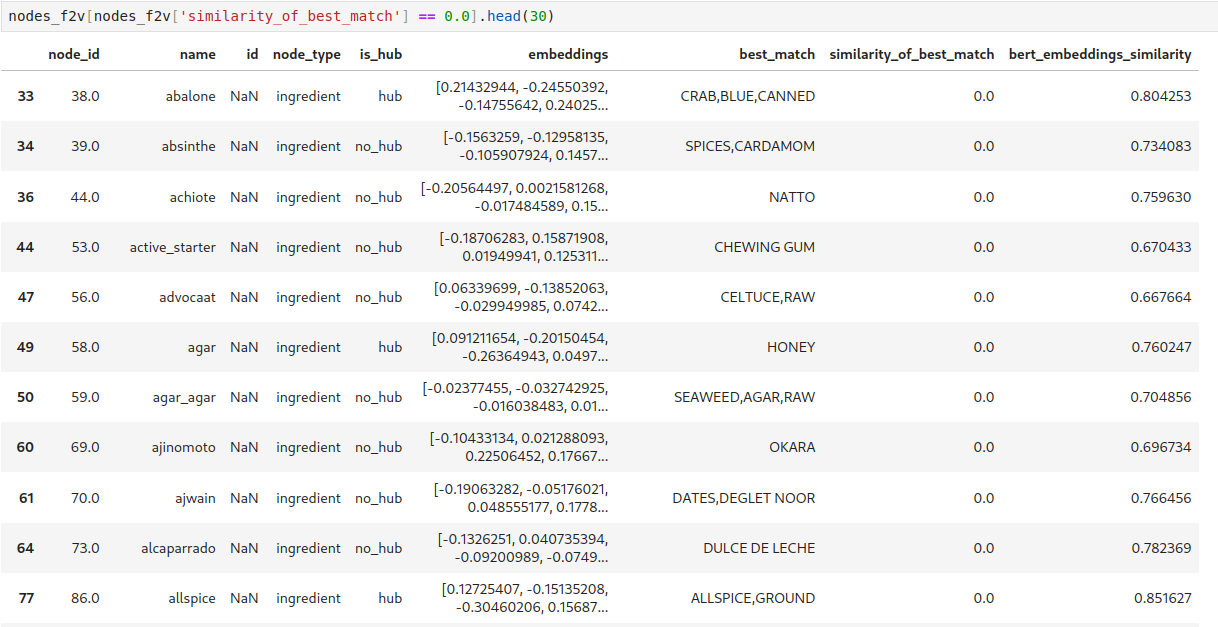 nodes_f2v[nodes_f2v['similarity_of_best_match'] == 0.0].head(30)
node_id name id node_type is_hub embeddings best_match similarity_of_best_match bert_embeddings_similarity
33 38.0 abalone NaN ingredient hub [0.21432944, -0.24550392, -0.14755642, 0.24025... CRAB,BLUE,CANNED 0.0 0.804253
34 39.0 absinthe NaN ingredient no_hub [-0.1563259, -0.12958135, -0.105907924, 0.1457... SPICES,CARDAMOM 0.0 0.734083
36 44.0 achiote NaN ingredient no_hub [-0.20564497, 0.0021581268, -0.017484589, 0.15... NATTO 0.0 0.759630
44 53.0 active_starter NaN ingredient no_hub [-0.18706283, 0.15871908, 0.01949941, 0.125311... CHEWING GUM 0.0 0.670433
47 56.0 advocaat NaN ingredient no_hub [0.06339699, -0.13852063, -0.029949985, 0.0742... CELTUCE,RAW 0.0 0.667664
49 58.0 agar NaN ingredient hub [0.091211654, -0.20150454, -0.26364943, 0.0497... HONEY 0.0 0.760247
50 59.0 agar_agar NaN ingredient no_hub [-0.02377455, -0.032742925, -0.016038483, 0.01... SEAWEED,AGAR,RAW 0.0 0.704856
60 69.0 ajinomoto NaN ingredient no_hub [-0.10433134, 0.021288093, 0.22506452, 0.17667... OKARA 0.0 0.696734
61 70.0 ajwain NaN ingredient no_hub [-0.19063282, -0.05176021, 0.048555177, 0.1778... DATES,DEGLET NOOR 0.0 0.766456
64 73.0 alcaparrado NaN ingredient no_hub [-0.1326251, 0.040735394, -0.09200989, -0.0749... DULCE DE LECHE 0.0 0.782369
77 86.0 allspice NaN ingredient hub [0.12725407, -0.15135208, -0.30460206, 0.15687... ALLSPICE,GROUND 0.0 0.851627